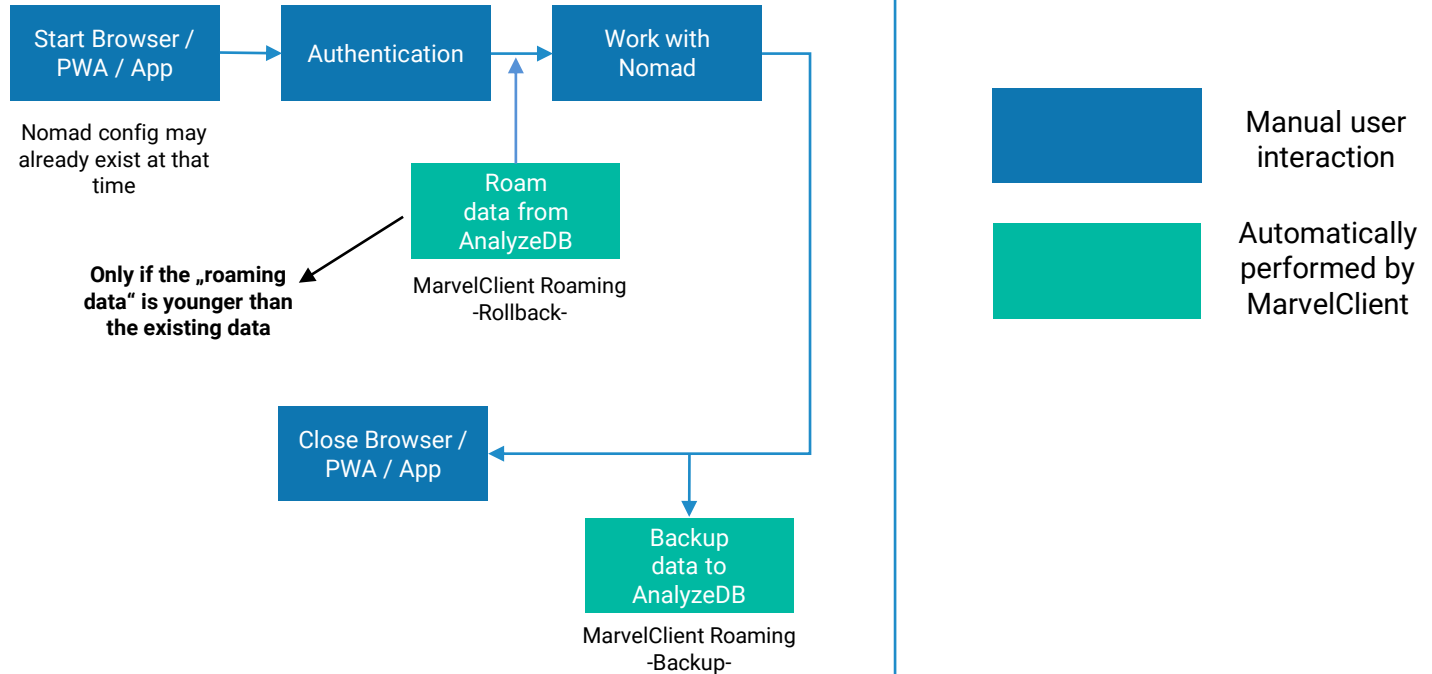 Start Browser /
PWA / App
Authentication
Work with
Nomad
Nomad config may
already exist at that
time
Roam
data from
AnalyzeDB
MarvelClient Roaming
-Rollback-
Only if the „roaming
data“ is younger than
the existing data
Close Browser /
PWA / App
Backup
data to
AnalyzeDB
MarvelClient Roaming
-Backup-
Manual user
interaction
Automatically
performed by
MarvelClient